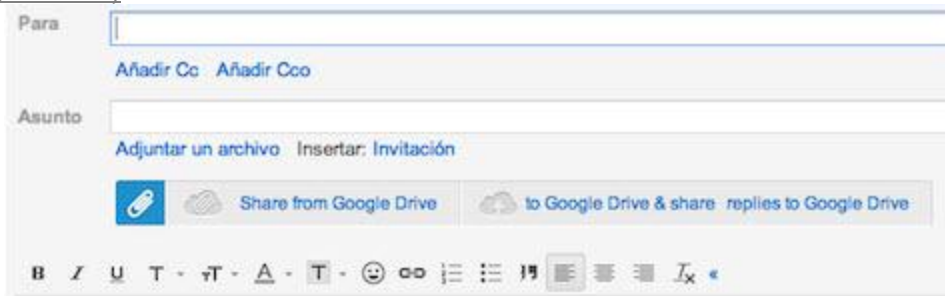 Para
Añadir Cc Añadir Cco
Asunto
Adjuntar un archivo Insertar: Invitación
Share from Google Drive to Google Drive & share replies to Google Drive
B I U T T A T